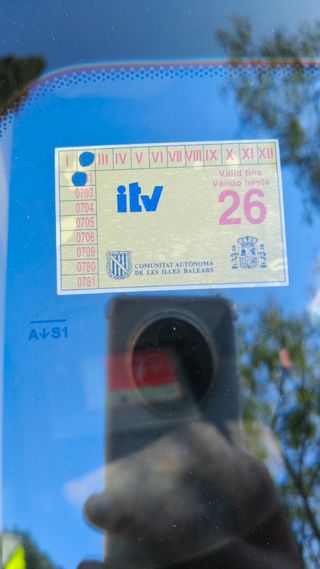 I III IV V VI VII VIII IX X XI XII
0703
0704
0705
0706
0709
0760
0781
itv
Vàlid fins
Válido hasta
26
COMUNITAT AUTÒNOMA
DE LES ILLES BALEARS
A↓S1